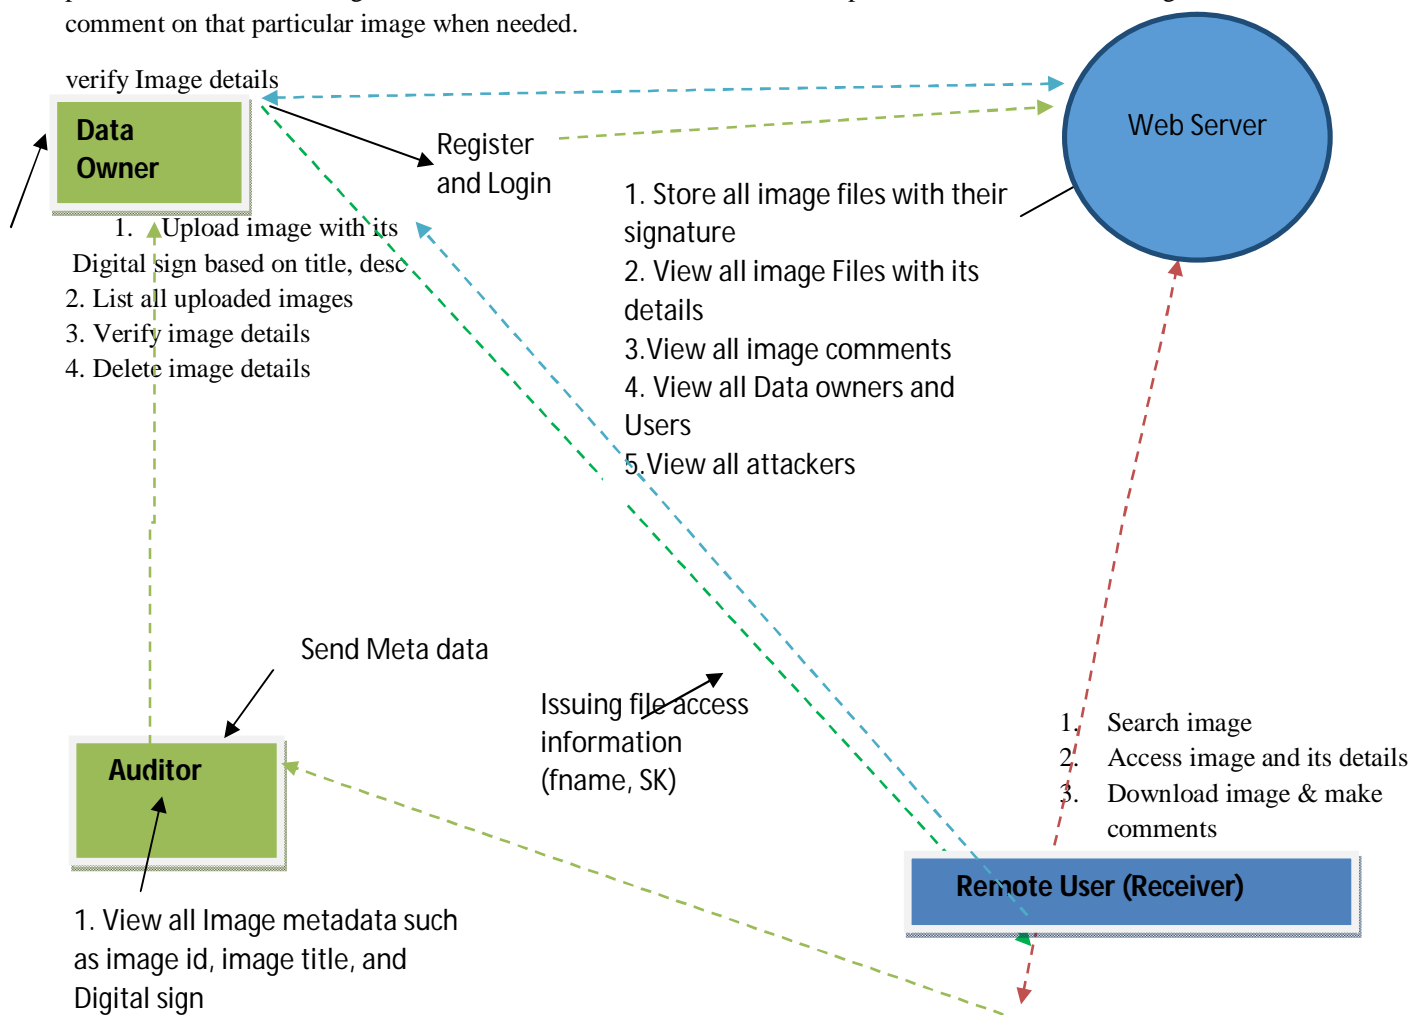 comment on that particular image when needed.
verify Image details
Data
Owner
Register
and Login
Web Server
1. Upload image with its
Digital sign based on title, desc
2. List all uploaded images
3. Verify image details
4. Delete image details
1. Store all image files with their
signature
2. View all image Files with its
details
3.View all image comments
4. View all Data owners and
Users
5.View all attackers
Send Meta data
Issuing file access
information
(fname, SK)
Auditor
1. Search image
2. Access image and its details
3. Download image & make
comments
Remote User (Receiver)
1. View all Image metadata such
as image id, image title, and
Digital sign